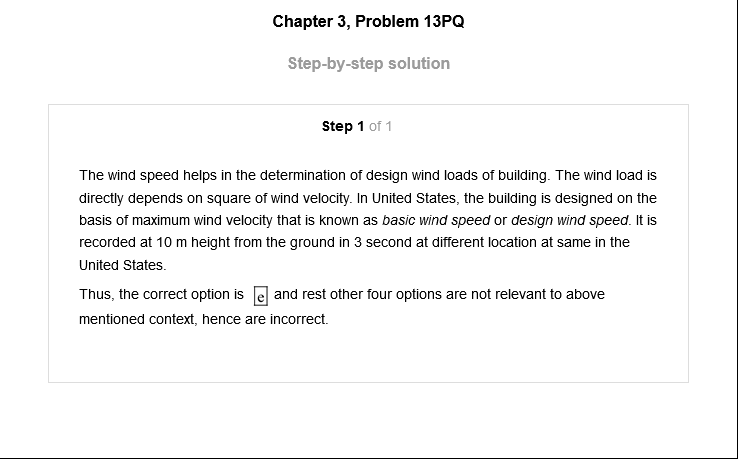 Chapter 3, Problem 13PQ
Step-by-step solution
Step 1 of 1
The wind speed helps in the determination of design wind loads of building. The wind load is
directly depends on square of wind velocity. In United States, the building is designed on the
basis of maximum wind velocity that is known as basic wind speed or design wind speed. It is
recorded at 10 m height from the ground in 3 second at different location at same in the
United States.
Thus, the correct option is e and rest other four options are not relevant to above
mentioned context, hence are incorrect.